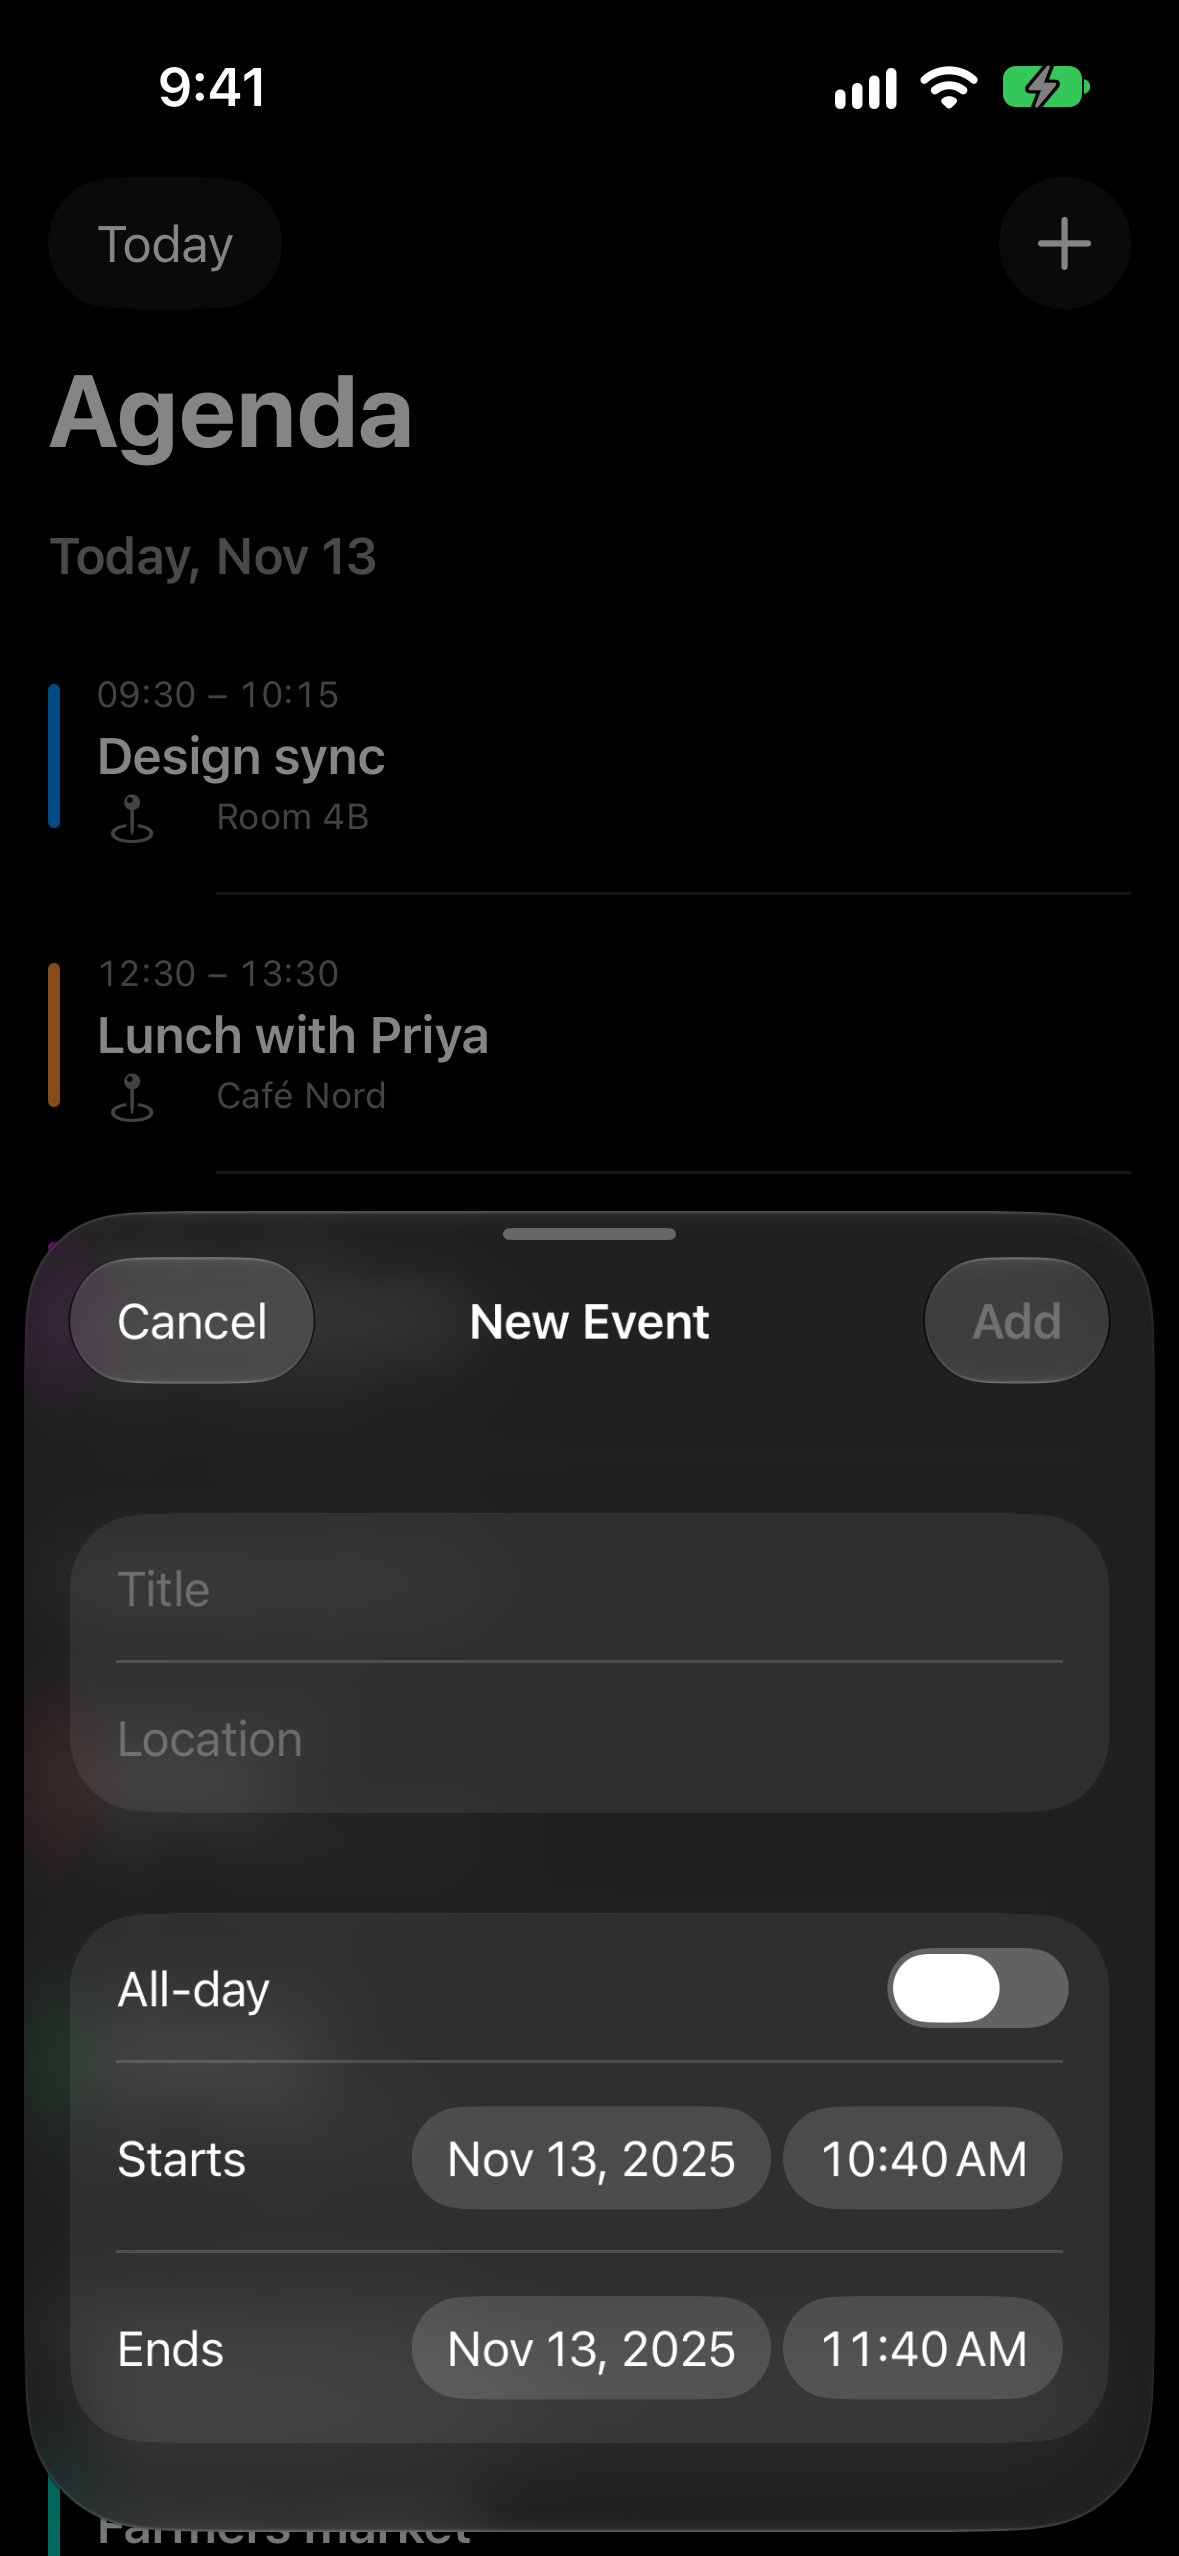 9:41
Today
Agenda
Today, Nov 13
09:30 – 10:15
Design sync
Room 4B
12:30 – 13:30
Lunch with Priya
Café Nord
Cancel New Event Add
Title
Location
All-day
Starts Nov 13, 2025 10:40 AM
Ends Nov 13, 2025 11:40 AM
Farmers market